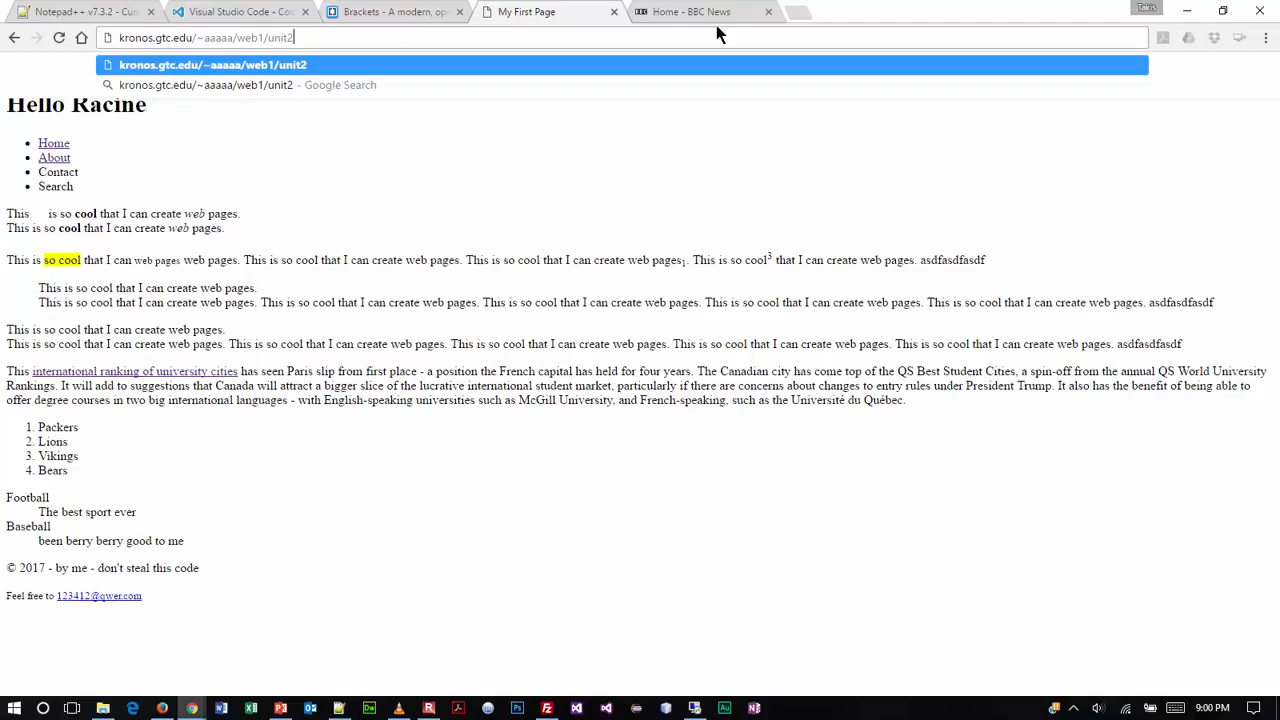 Notepad++ v7.3.2 - Cur
Visual Studio Code - Co
Brackets - A modern, op
My First Page
Home - BBC News
Takis
kronos.gtc.edu/~aaaaa/web1/unit2
kronos.gtc.edu/~aaaaa/web1/unit2
kronos.gtc.edu/~aaaaa/web1/unit2 - Google Search
Hello Racine
• Home
• About
• Contact
• Search
This is so cool that I can create web pages.
This is so cool that I can create web pages.
This is so cool that I can web pages web pages. This is so cool that I can create web pages. This is so cool that I can create web pages1. This is so cool3 that I can create web pages. asdfasdfasdf
This is so cool that I can create web pages.
This is so cool that I can create web pages. This is so cool that I can create web pages. This is so cool that I can create web pages. This is so cool that I can create web pages. This is so cool that I can create web pages. asdfasdfasdf
This is so cool that I can create web pages.
This is so cool that I can create web pages. This is so cool that I can create web pages. This is so cool that I can create web pages. This is so cool that I can create web pages. This is so cool that I can create web pages. asdfasdfasdf
This international ranking of university cities has seen Paris slip from first place - a position the French capital has held for four years. The Canadian city has come top of the QS Best Student Cities, a spin-off from the annual QS World University
Rankings. It will add to suggestions that Canada will attract a bigger slice of the lucrative international student market, particularly if there are concerns about changes to entry rules under President Trump. It also has the benefit of being able to
offer degree courses in two big international languages - with English-speaking universities such as McGill University, and French-speaking, such as the Université du Québec.
1. Packers
2. Lions
3. Vikings
4. Bears
Football
The best sport ever
Baseball
been berry berry good to me
© 2017 - by me - don't steal this code
Feel free to 123412@qwer.com
9:00 PM